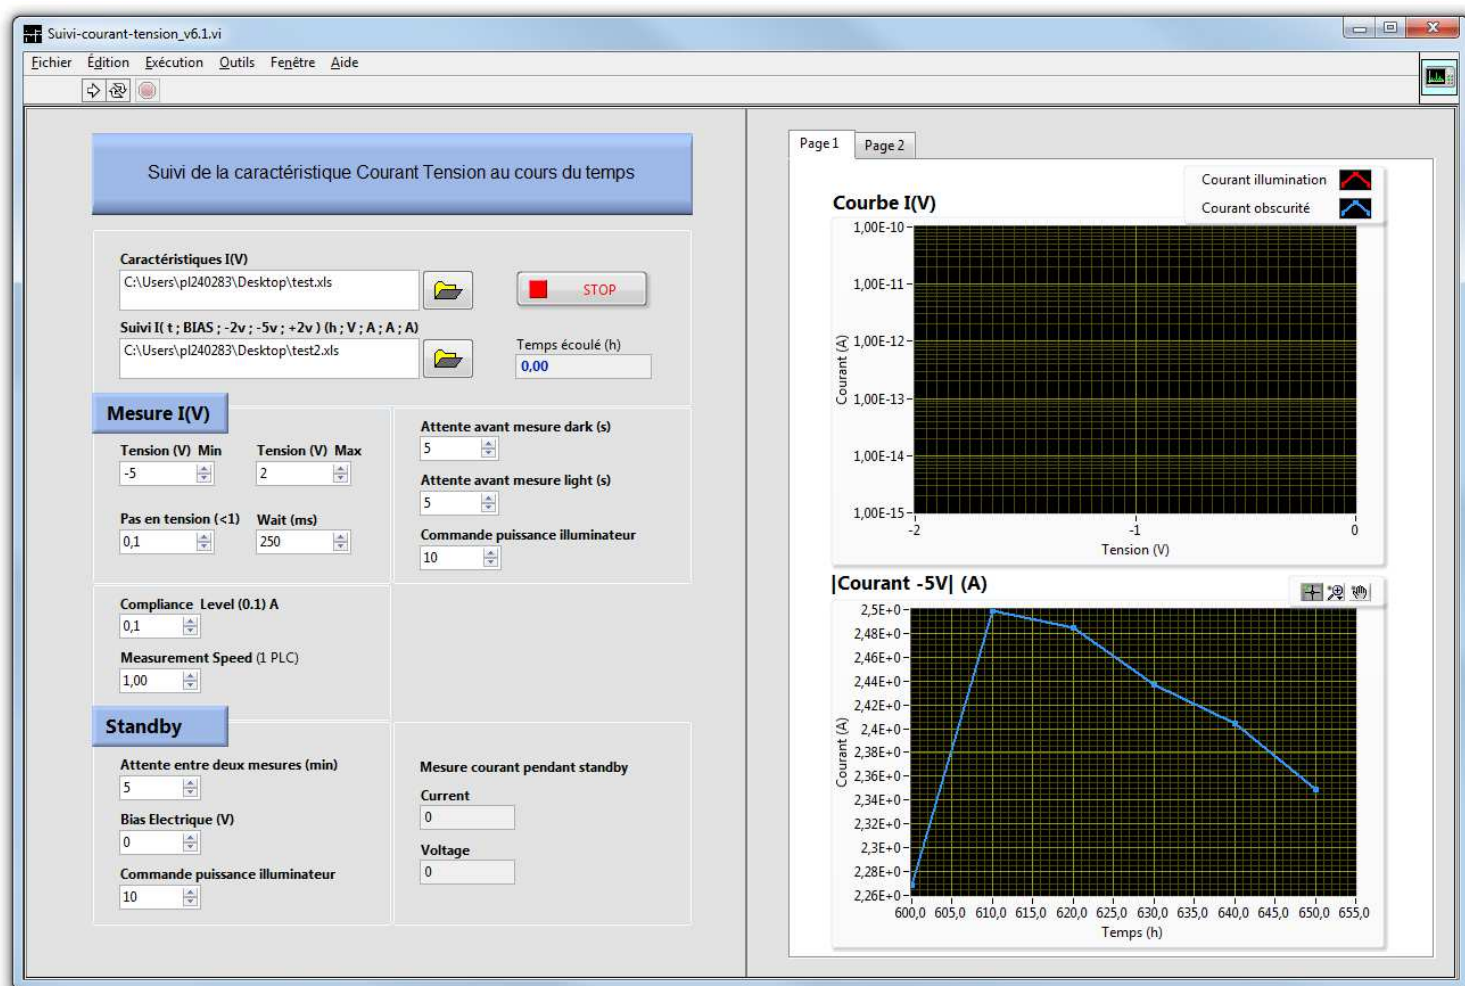 Suivi-courant-tension_v6.1.vi
Fichier Édition Exécution Outils Fenêtre Aide
Suivi de la caractéristique Courant Tension au cours du temps
Caractéristiques I(V)
C:\Users\pl240283\Desktop\test.xls
STOP
Suivi I( t ; BIAS ; -2v ; -5v ; +2v ) (h ; V ; A ; A ; A)
C:\Users\pl240283\Desktop\test2.xls
Temps écoulé (h)
0,00
Mesure I(V)
Tension (V) Min
-5
Tension (V) Max
2
Pas en tension (<1)
0,1
Wait (ms)
250
Attente avant mesure dark (s)
5
Attente avant mesure light (s)
5
Commande puissance illuminateur
10
Compliance Level (0.1) A
0,1
Measurement Speed (1 PLC)
1,00
Standby
Attente entre deux mesures (min)
5
Bias Electrique (V)
0
Commande puissance illuminateur
10
Mesure courant pendant standby
Current
0
Voltage
0
Page 1
Page 2
Courant illumination
Courant obscurité
Courbe I(V)
1,00E-10
1,00E-11
1,00E-12
1,00E-13
1,00E-14
1,00E-15
Courant (A)
-2 -1 0
Tension (V)
|Courant -5V| (A)
2,5E+0
2,48E+0
2,46E+0
2,44E+0
2,42E+0
2,4E+0
2,38E+0
2,36E+0
2,34E+0
2,32E+0
2,3E+0
2,28E+0
2,26E+0
Courant (A)
600,0 605,0 610,0 615,0 620,0 625,0 630,0 635,0 640,0 645,0 650,0 655,0
Temps (h)